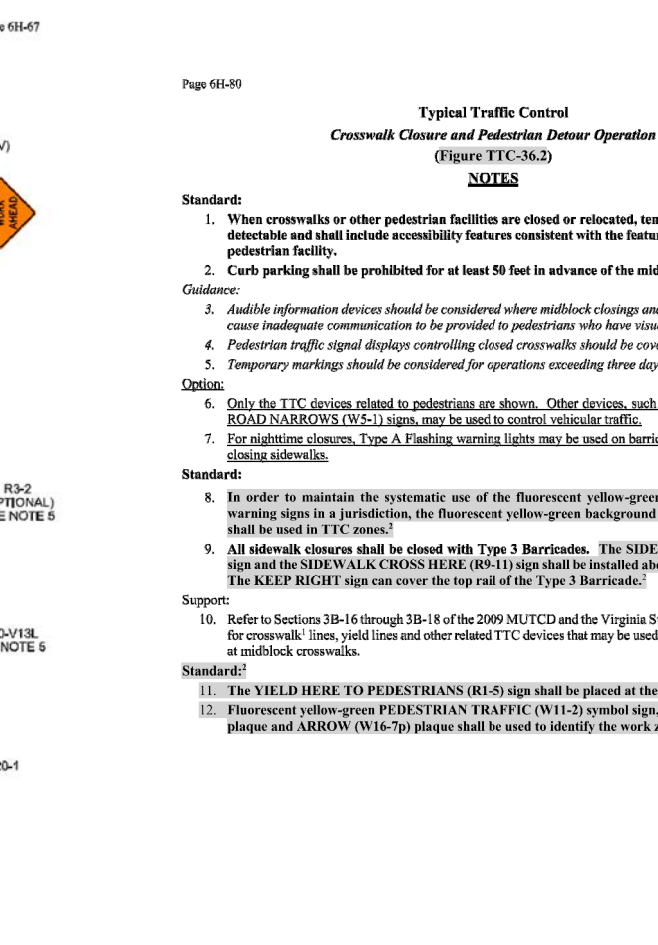 e 6H-67
V)
WORK
AHEAD
R3-2
PTIONAL)
E NOTE 5
0-V13L
NOTE 5
20-1
Page 6H-80
Typical Traffic Control
Crosswalk Closure and Pedestrian Detour Operation
(Figure TTC-36.2)
NOTES
Standard:
1. When crosswalks or other pedestrian facilities are closed or relocated, ten
detectable and shall include accessibility features consistent with the featu
pedestrian facility.
2. Curb parking shall be prohibited for at least 50 feet in advance of the mid
Guidance:
3. Audible information devices should be considered where midblock closings and
cause inadequate communication to be provided to pedestrians who have visu
4. Pedestrian traffic signal displays controlling closed crosswalks should be cove
5. Temporary markings should be considered for operations exceeding three day
Option:
6. Only the TTC devices related to pedestrians are shown. Other devices, such
ROAD NARROWS (W5-1) signs, may be used to control vehicular traffic.
7. For nighttime closures, Type A Flashing warning lights may be used on barric
closing sidewalks.
Standard:
8. In order to maintain the systematic use of the fluorescent yellow-green
warning signs in a jurisdiction, the fluorescent yellow-green background
shall be used in TTC zones.²
9. All sidewalk closures shall be closed with Type 3 Barricades. The SIDE
sign and the SIDEWALK CROSS HERE (R9-11) sign shall be installed abo
The KEEP RIGHT sign can cover the top rail of the Type 3 Barricade.²
Support:
10. Refer to Sections 3B-16 through 3B-18 of the 2009 MUTCD and the Virginia S
for crosswalk¹ lines, yield lines and other related TTC devices that may be used
at midblock crosswalks.
Standard:²
11. The YIELD HERE TO PEDESTRIANS (R1-5) sign shall be placed at the
12. Fluorescent yellow-green PEDESTRIAN TRAFFIC (W11-2) symbol sign,
plaque and ARROW (W16-7p) plaque shall be used to identify the work z